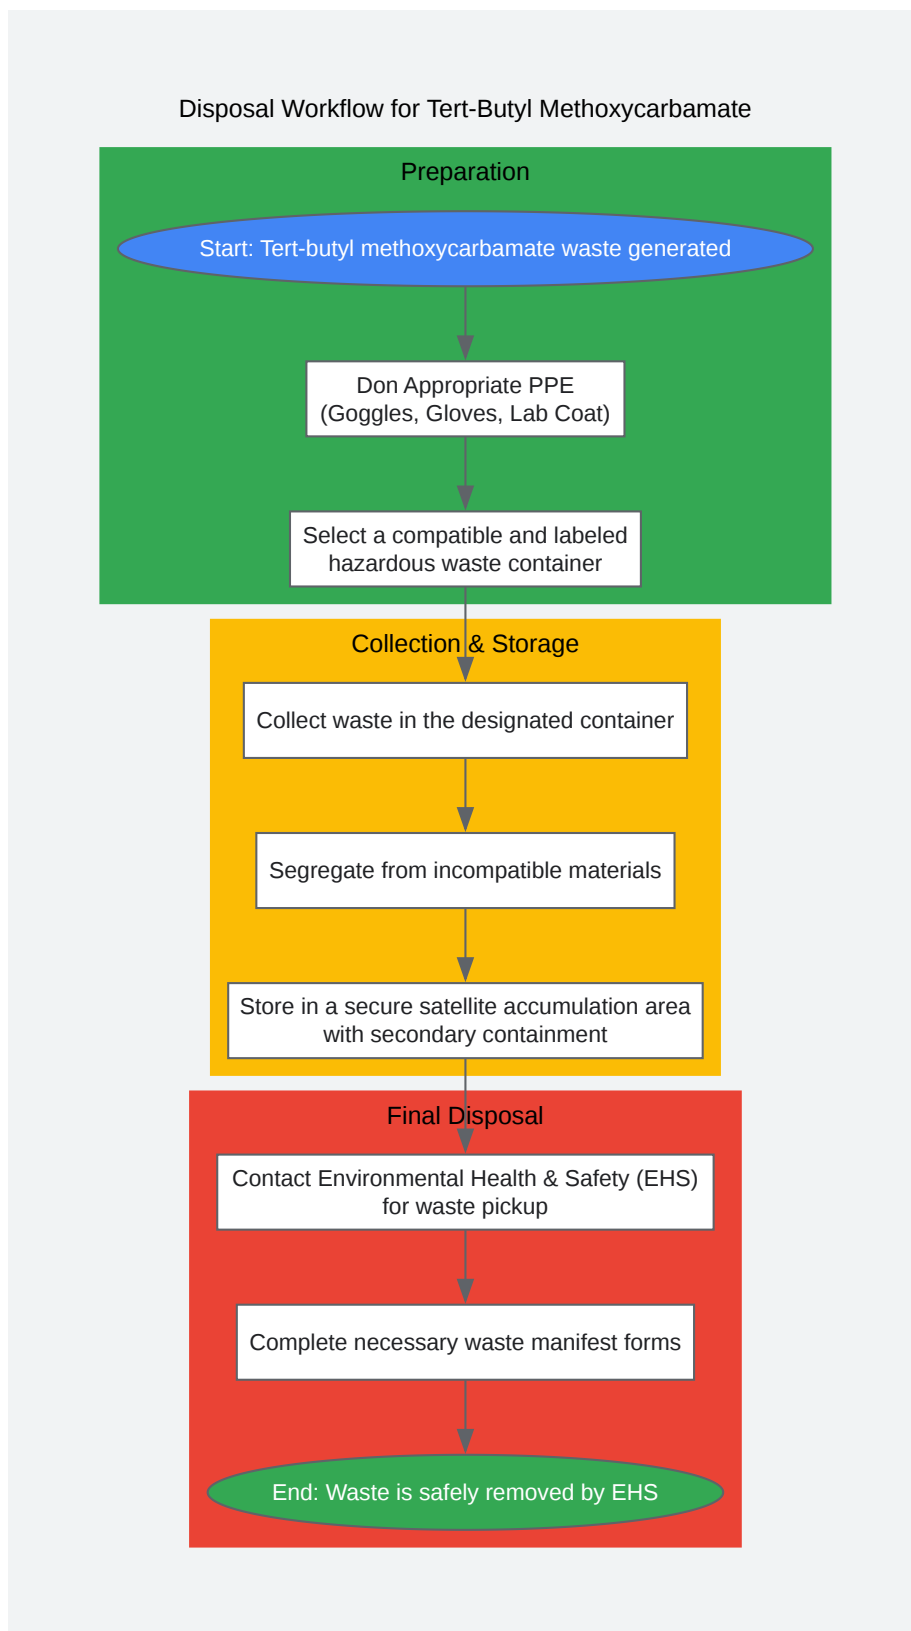 Disposal Workflow for Tert-Butyl Methoxycarbamate
Preparation
Start: Tert-butyl methoxycarbamate waste generated
Don Appropriate PPE
(Goggles, Gloves, Lab Coat)
Select a compatible and labeled
hazardous waste container
Collection & Storage
Collect waste in the designated container
Segregate from incompatible materials
Store in a secure satellite accumulation area
with secondary containment
Final Disposal
Contact Environmental Health & Safety (EHS)
for waste pickup
Complete necessary waste manifest forms
End: Waste is safely removed by EHS